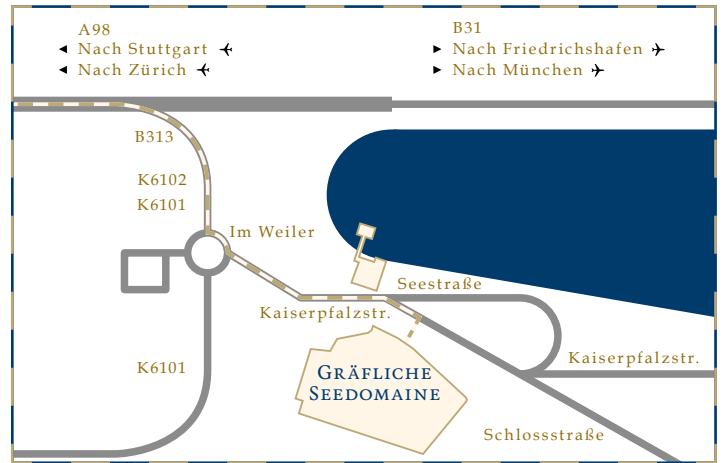 A98
◄ Nach Stuttgart ✈
◄ Nach Zürich ✈
B31
► Nach Friedrichshafen ✈
► Nach München ✈
B313
K6102
K6101
Im Weiler
Seestraße
Kaiserpfalzstr.
Kaiserpfalzstr.
K6101
GRÄFLICHE
SEEDOMAINE
Schlossstraße